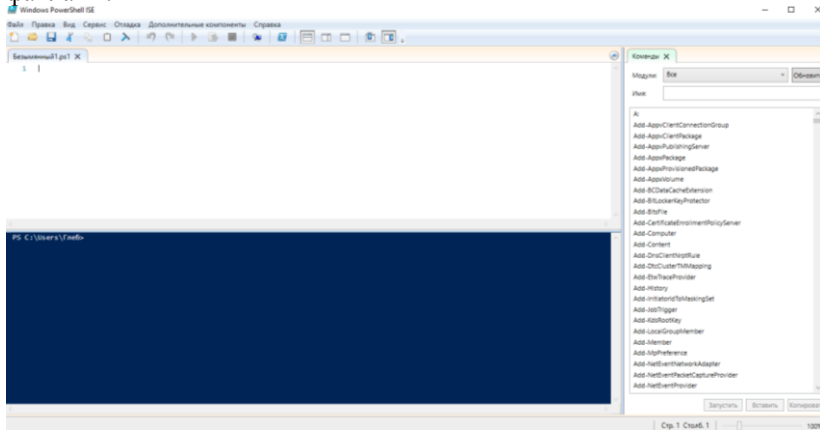 Windows PowerShell ISE
Файл Правка Вид Сервис Отладка Дополнительные компоненты Справка
Безымянный1.ps1 X
1
PS C:\Users\Глеб>
Команды X
Модули: Все Обновить
Имя:
A:
Add-AppvClientConnectionGroup
Add-AppvClientPackage
Add-AppvPublishingServer
Add-AppxPackage
Add-AppxProvisionedPackage
Add-AppxVolume
Add-BCDataCacheExtension
Add-BitLockerKeyProtector
Add-BitsFile
Add-CertificateEnrollmentPolicyServer
Add-Computer
Add-Content
Add-DnsClientNrptRule
Add-DtcClusterTMMapping
Add-EtwTraceProvider
Add-History
Add-InitiatorIdToMaskingSet
Add-JobTrigger
Add-KdsRootKey
Add-LocalGroupMember
Add-Member
Add-MpPreference
Add-NetEventNetworkAdapter
Add-NetEventPacketCaptureProvider
Add-NetEventProvider
Запустить Вставить Копироват
Стр. 1 Столб. 1 100%